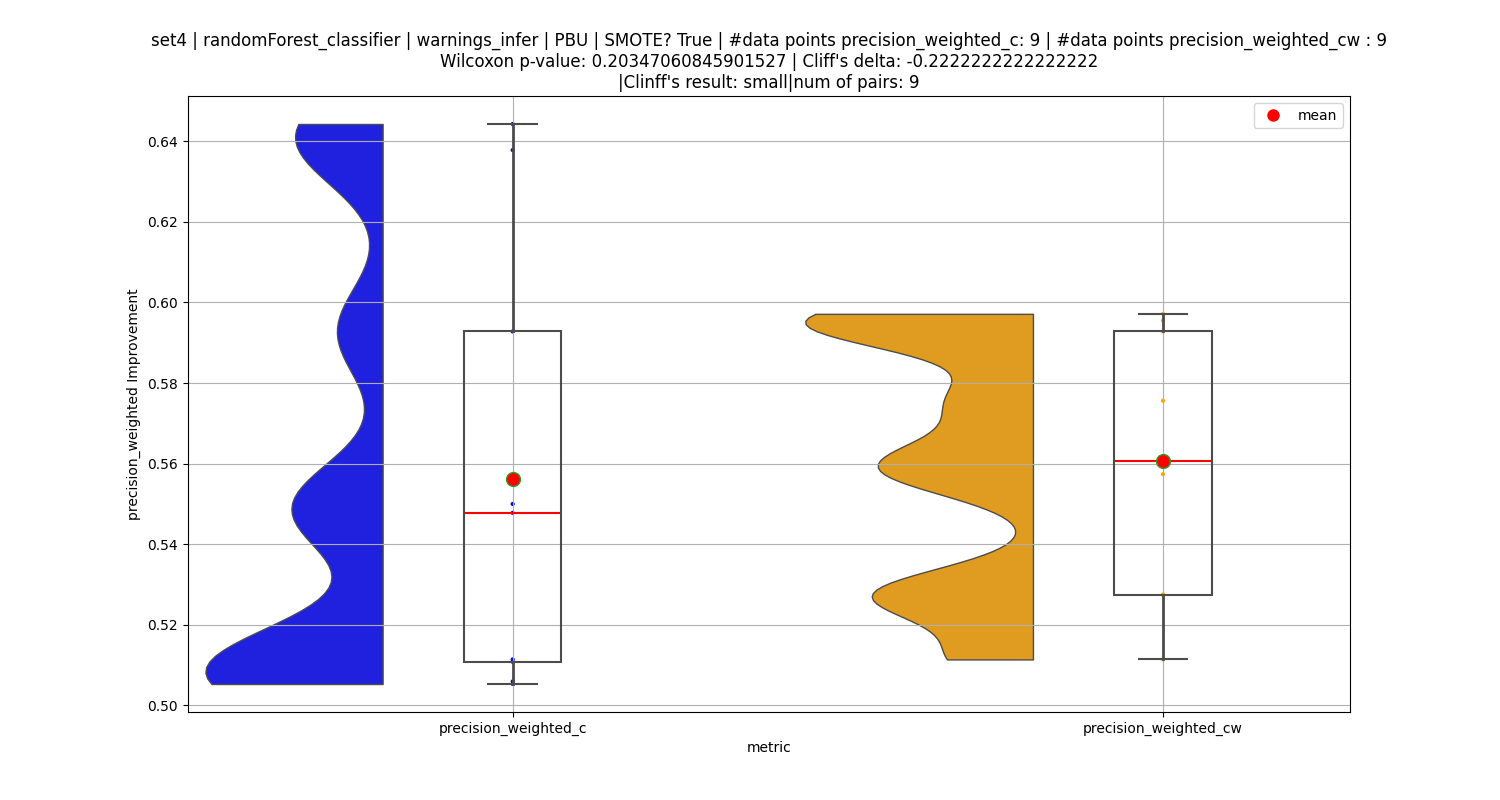 set4 | randomForest_classifier | warnings_infer | PBU | SMOTE? True | #data points precision_weighted_c: 9 | #data points precision_weighted_cw : 9
Wilcoxon p-value: 0.20347060845901527 | Cliff's delta: -0.2222222222222222
|Clinff's result: small|num of pairs: 9
mean
precision_weighted Improvement
0.64
0.62
0.60
0.58
0.56
0.54
0.52
0.50
precision_weighted_c
precision_weighted_cw
metric